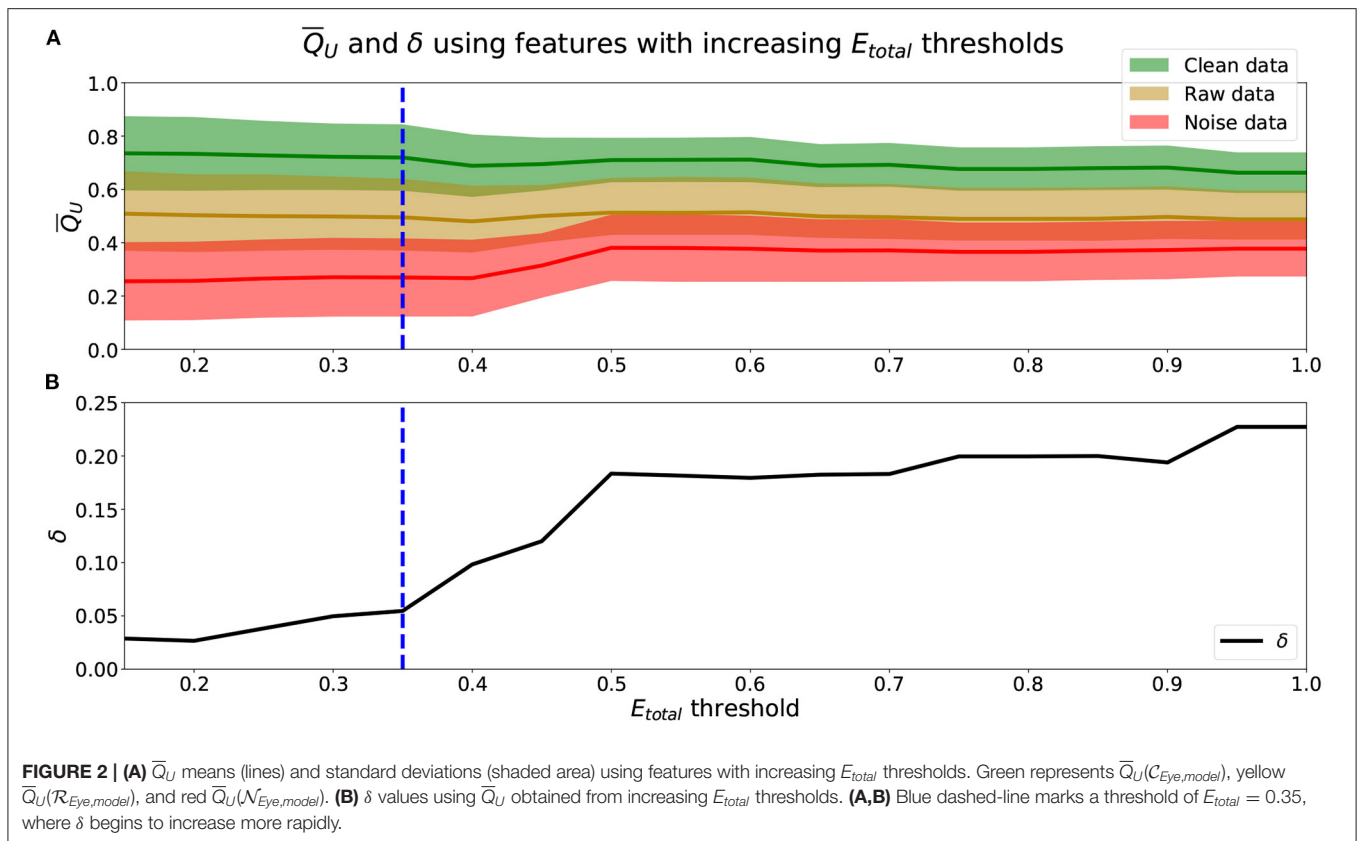 A
Q̅_U and δ using features with increasing E_total thresholds
Clean data
Raw data
Noise data
1.0
0.8
0.6
0.4
0.2
0.0
Q̅_U
0.2 0.3 0.4 0.5 0.6 0.7 0.8 0.9 1.0
B
0.25
0.20
0.15
0.10
0.05
0.00
δ
δ
0.2 0.3 0.4 0.5 0.6 0.7 0.8 0.9 1.0
E_total threshold
FIGURE 2 | (A) Q̅_U means (lines) and standard deviations (shaded area) using features with increasing E_total thresholds. Green represents Q̅_U(𝒞_Eye,model), yellow
Q̅_U(ℛ_Eye,model), and red Q̅_U(𝒩_Eye,model). (B) δ values using Q̅_U obtained from increasing E_total thresholds. (A,B) Blue dashed-line marks a threshold of E_total = 0.35,
where δ begins to increase more rapidly.